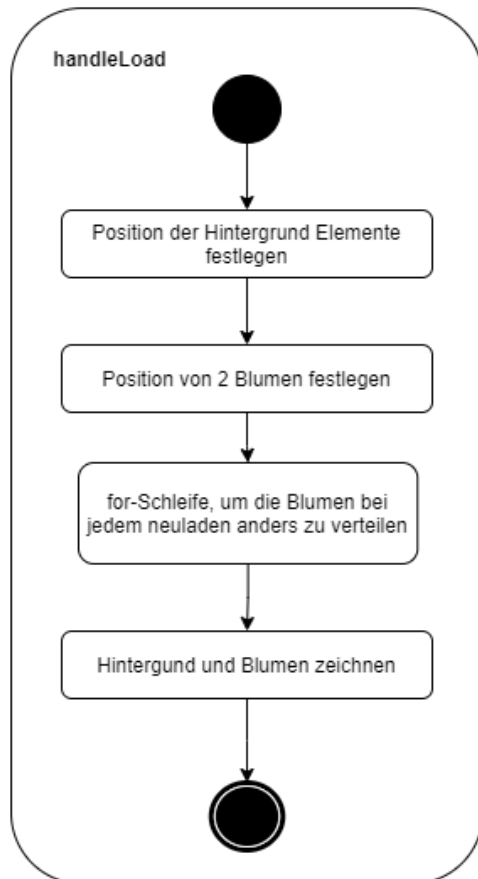 handleLoad
Position der Hintergrund Elemente
festlegen
Position von 2 Blumen festlegen
for-Schleife, um die Blumen bei
jedem neuladen anders zu verteilen
Hintergund und Blumen zeichnen